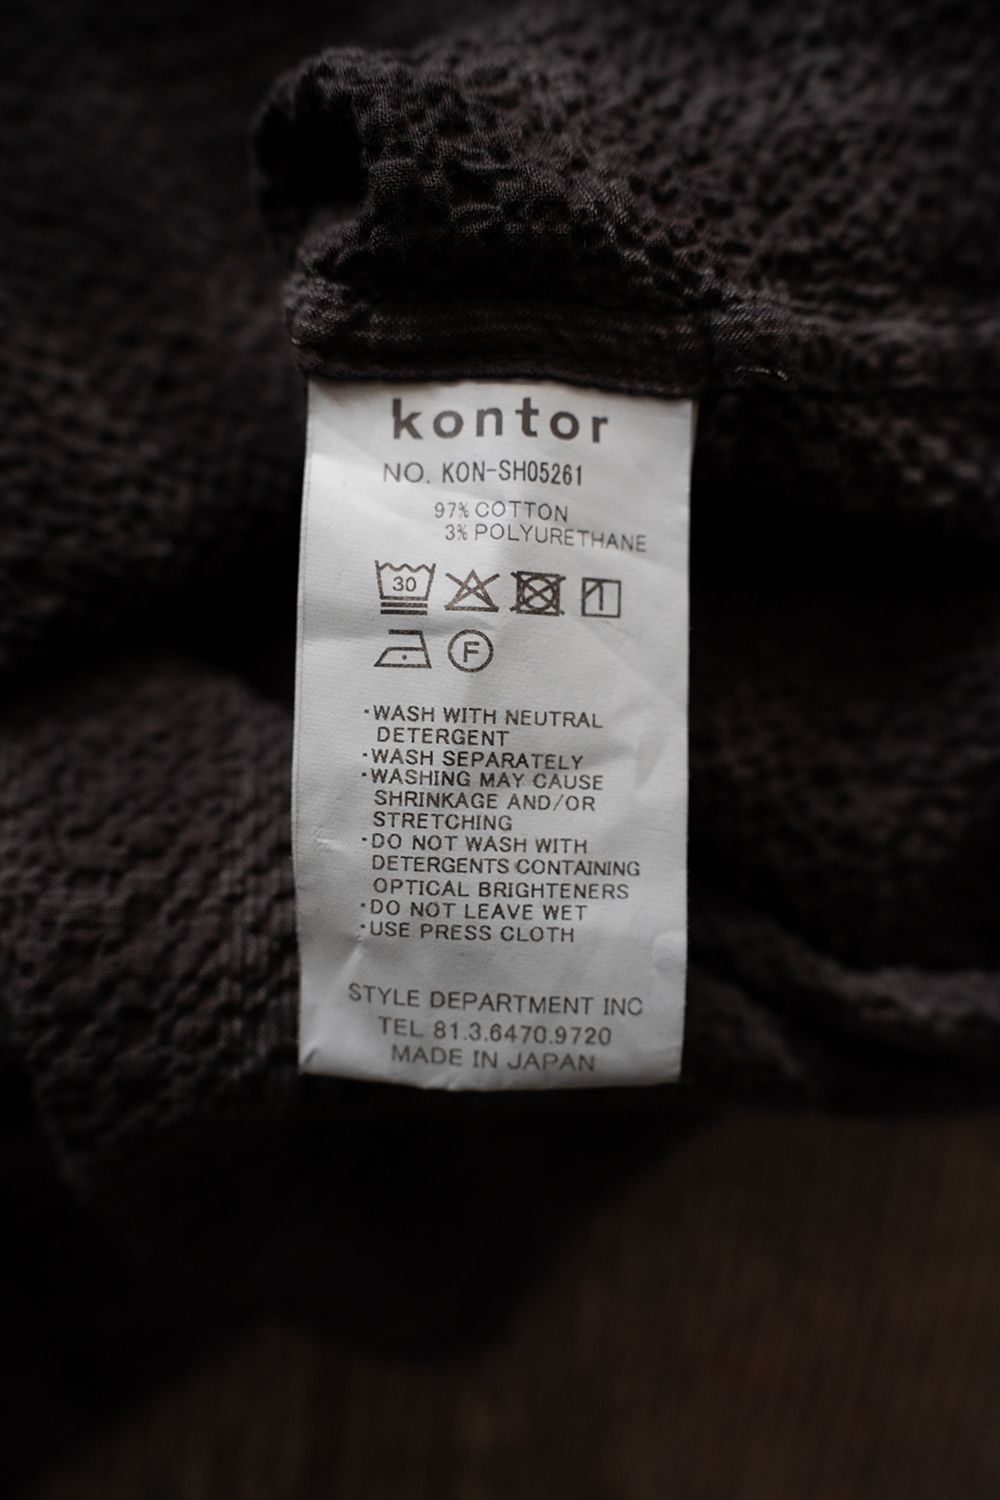 kontor
NO. KON-SH05261
97% COTTON
3% POLYURETHANE
30
F
·WASH WITH NEUTRAL
DETERGENT
·WASH SEPARATELY
·WASHING MAY CAUSE
SHRINKAGE AND/OR
STRETCHING
·DO NOT WASH WITH
DETERGENTS CONTAINING
OPTICAL BRIGHTENERS
·DO NOT LEAVE WET
·USE PRESS CLOTH
STYLE DEPARTMENT INC
TEL 81.3.6470.9720
MADE IN JAPAN